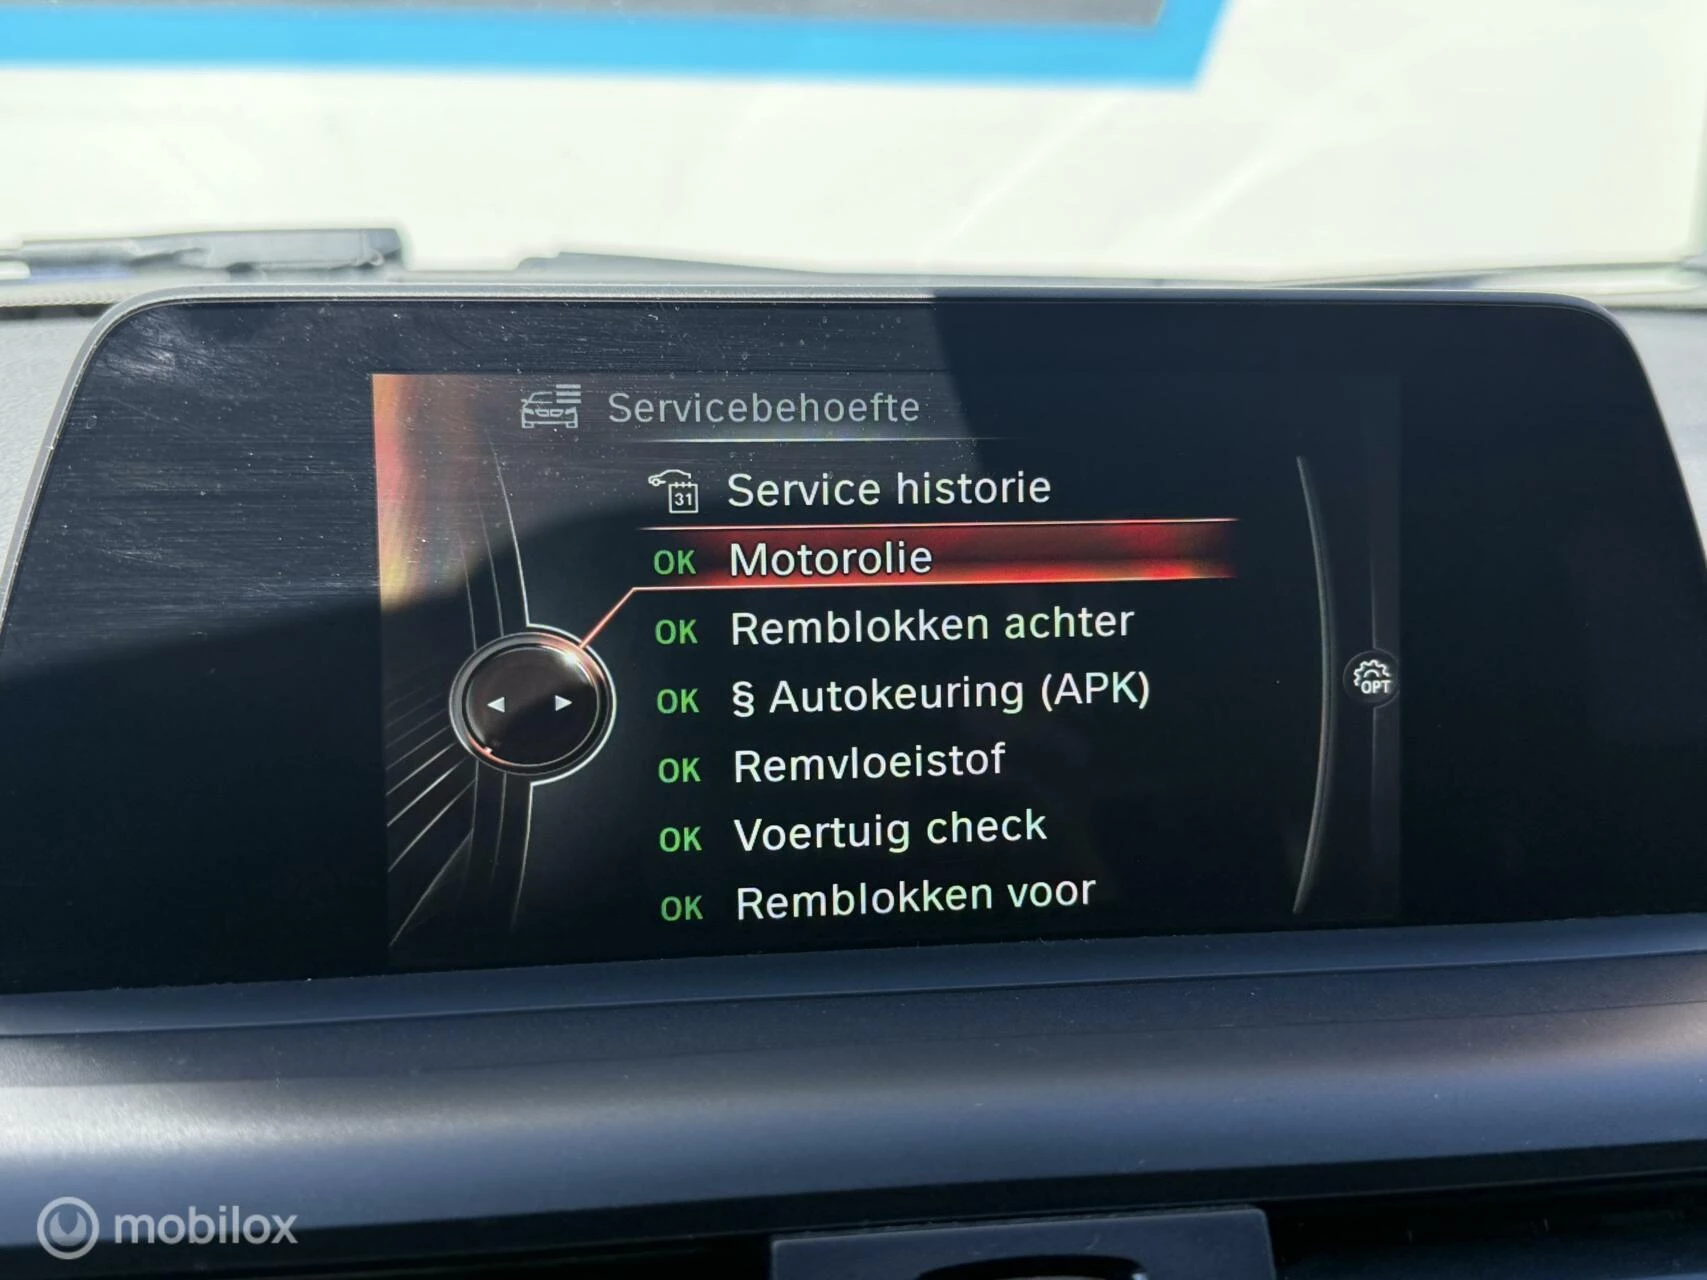 Servicebehoefte
31 Service historie
OK Motorolie
OK Remblokken achter
OK § Autokeuring (APK)
OPT
OK Remvloeistof
OK Voertuig check
OK Remblokken voor
mobilox